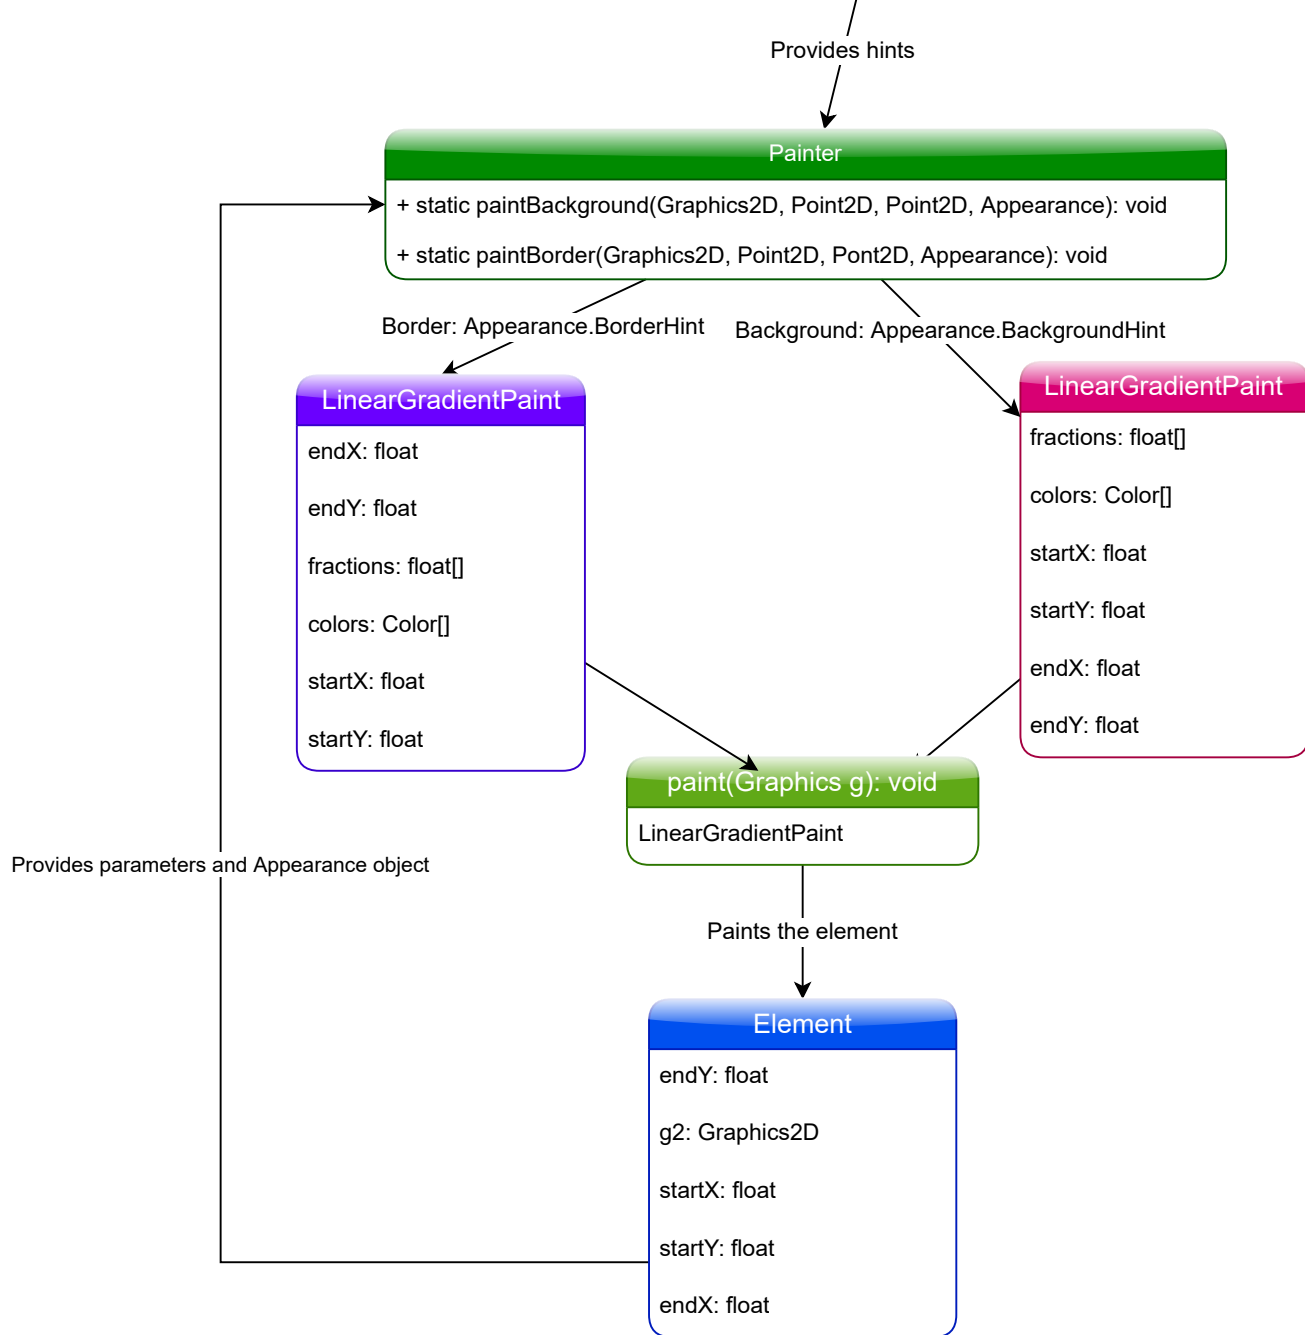 Provides hints
Painter
+ static paintBackground(Graphics2D, Point2D, Point2D, Appearance): void
+ static paintBorder(Graphics2D, Point2D, Pont2D, Appearance): void
Border: Appearance.BorderHint
Background: Appearance.BackgroundHint
LinearGradientPaint
endX: float
endY: float
fractions: float[]
colors: Color[]
startX: float
startY: float
LinearGradientPaint
fractions: float[]
colors: Color[]
startX: float
startY: float
endX: float
endY: float
paint(Graphics g): void
LinearGradientPaint
Provides parameters and Appearance object
Paints the element
Element
endY: float
g2: Graphics2D
startX: float
startY: float
endX: float